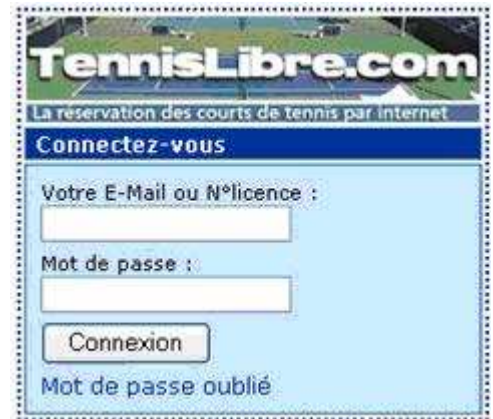 TennisLibre.com
La réservation des courts de tennis par internet
Connectez-vous
Votre E-Mail ou N°licence :
Mot de passe :
Connexion
Mot de passe oublié